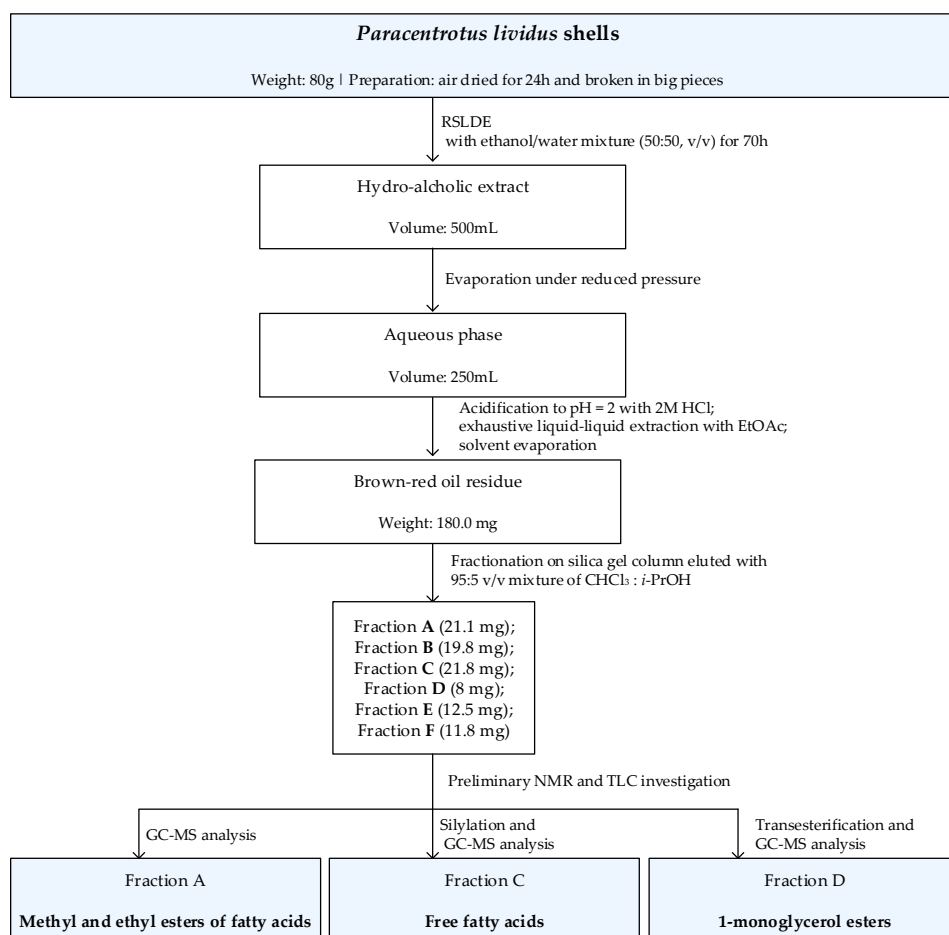 Paracentrotus lividus shells
Weight: 80g | Preparation: air dried for 24h and broken in big pieces
RSLDE
with ethanol/water mixture (50:50, v/v) for 70h
Hydro-alcholic extract
Volume: 500mL
Evaporation under reduced pressure
Aqueous phase
Volume: 250mL
Acidification to pH = 2 with 2M HCl;
exhaustive liquid-liquid extraction with EtOAc;
solvent evaporation
Brown-red oil residue
Weight: 180.0 mg
Fractionation on silica gel column eluted with
95:5 v/v mixture of CHCl₃ : i-PrOH
Fraction A (21.1 mg);
Fraction B (19.8 mg);
Fraction C (21.8 mg);
Fraction D (8 mg);
Fraction E (12.5 mg);
Fraction F (11.8 mg)
Preliminary NMR and TLC investigation
GC-MS analysis
Silylation and
GC-MS analysis
Transesterification and
GC-MS analysis
Fraction A
Methyl and ethyl esters of fatty acids
Fraction C
Free fatty acids
Fraction D
1-monoglycerol esters